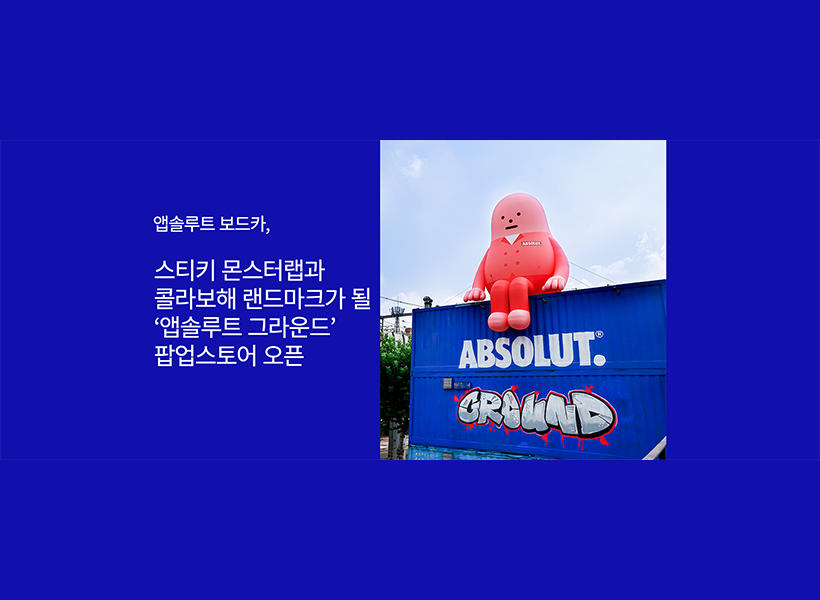 앱솔루트 보드카,
스티키 몬스터랩과
콜라보해 랜드마크가 될
‘앱솔루트 그라운드’
팝업스토어 오픈
ABSOLUT.
ABSOLUT.®
GROUND